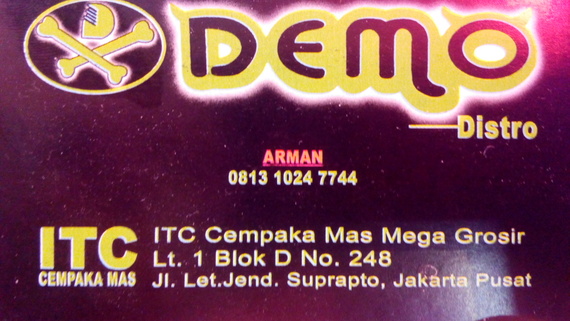 DEMO
Distro
ARMAN
0813 1024 7744
ITC
CEMPAKA MAS
ITC Cempaka Mas Mega Grosir
Lt. 1 Blok D No. 248
Jl. Let.Jend. Suprapto, Jakarta Pusat